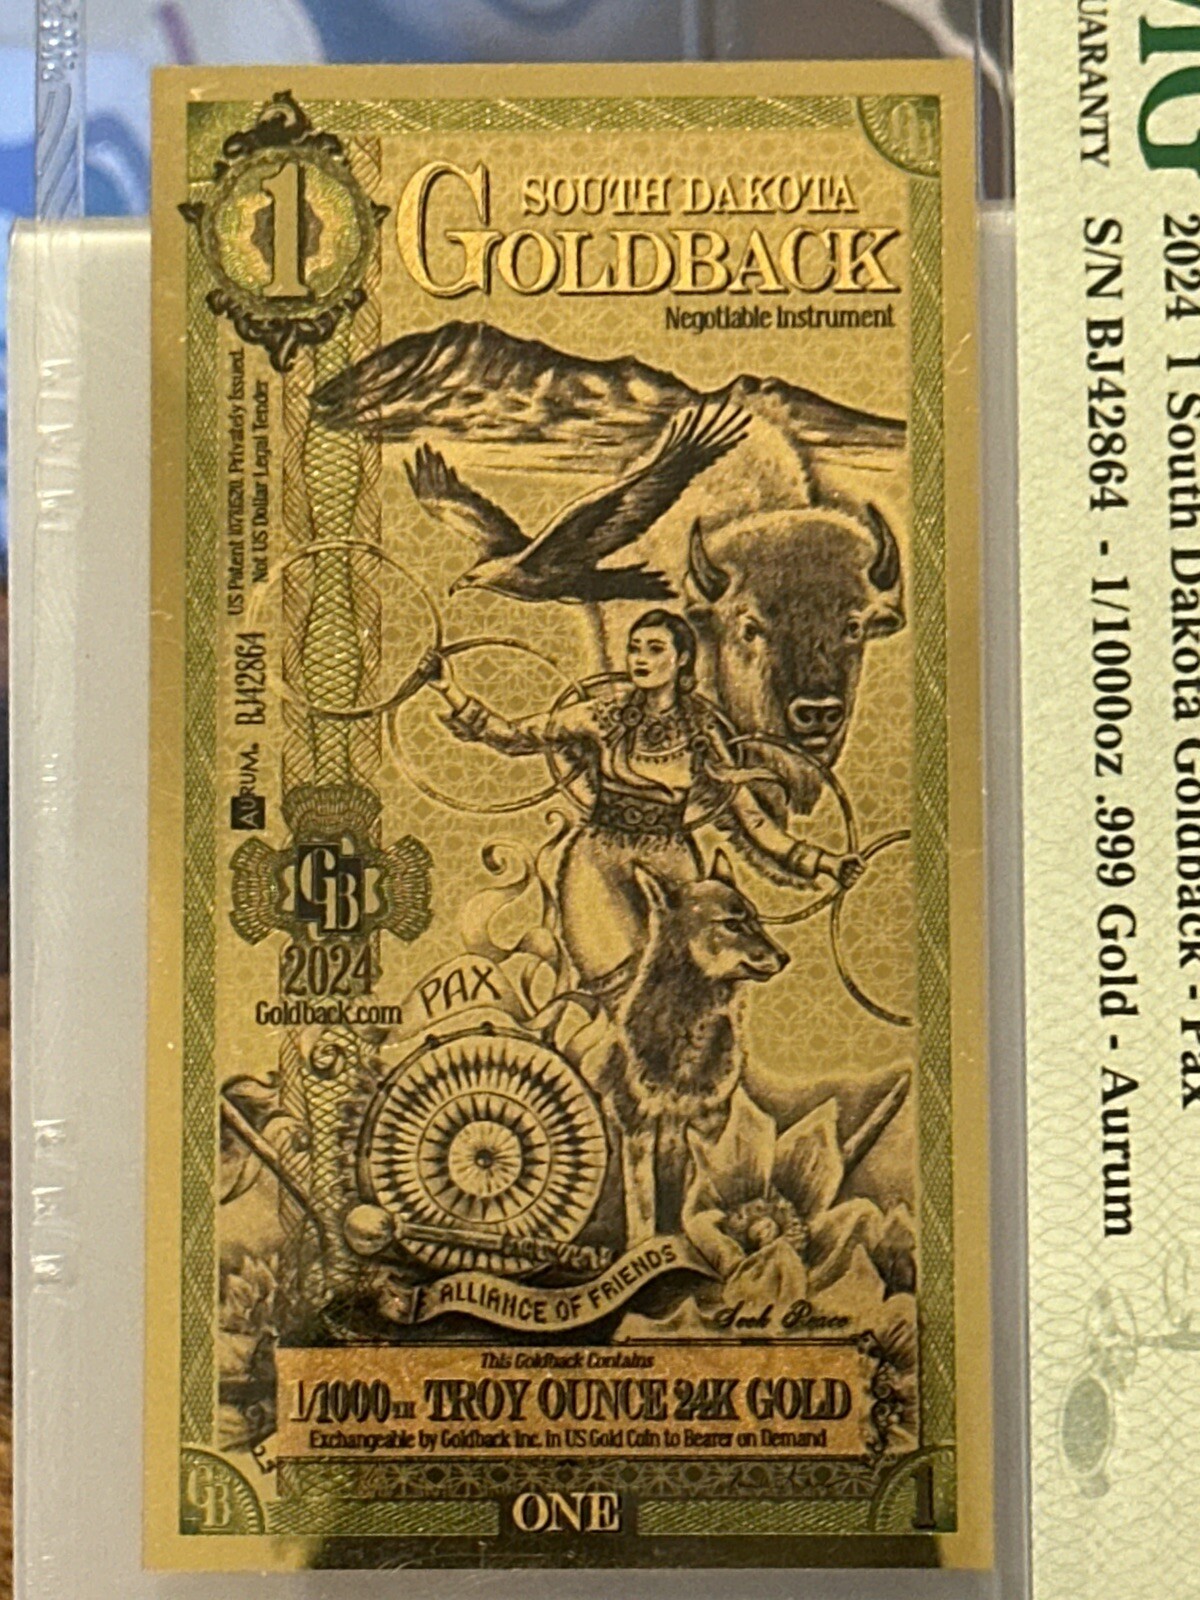 1
SOUTH DAKOTA
GOLDBACK
Negotiable Instrument
US Patent 10763620. Privately Issued.
Not US Dollar Legal Tender
AURUM. BJ42864
GB
2024
Goldback.com
PAX
ALLIANCE OF FRIENDS
Seek Peace
This Goldback Contains
1/1000TH TROY OUNCE 24K GOLD
Exchangeable by Goldback Inc. in US Gold Coin to Bearer on Demand
GB
ONE
1
2024 1 South Dakota Goldback - Pax
S/N BJ42864 - 1/1000oz .999 Gold - Aurum